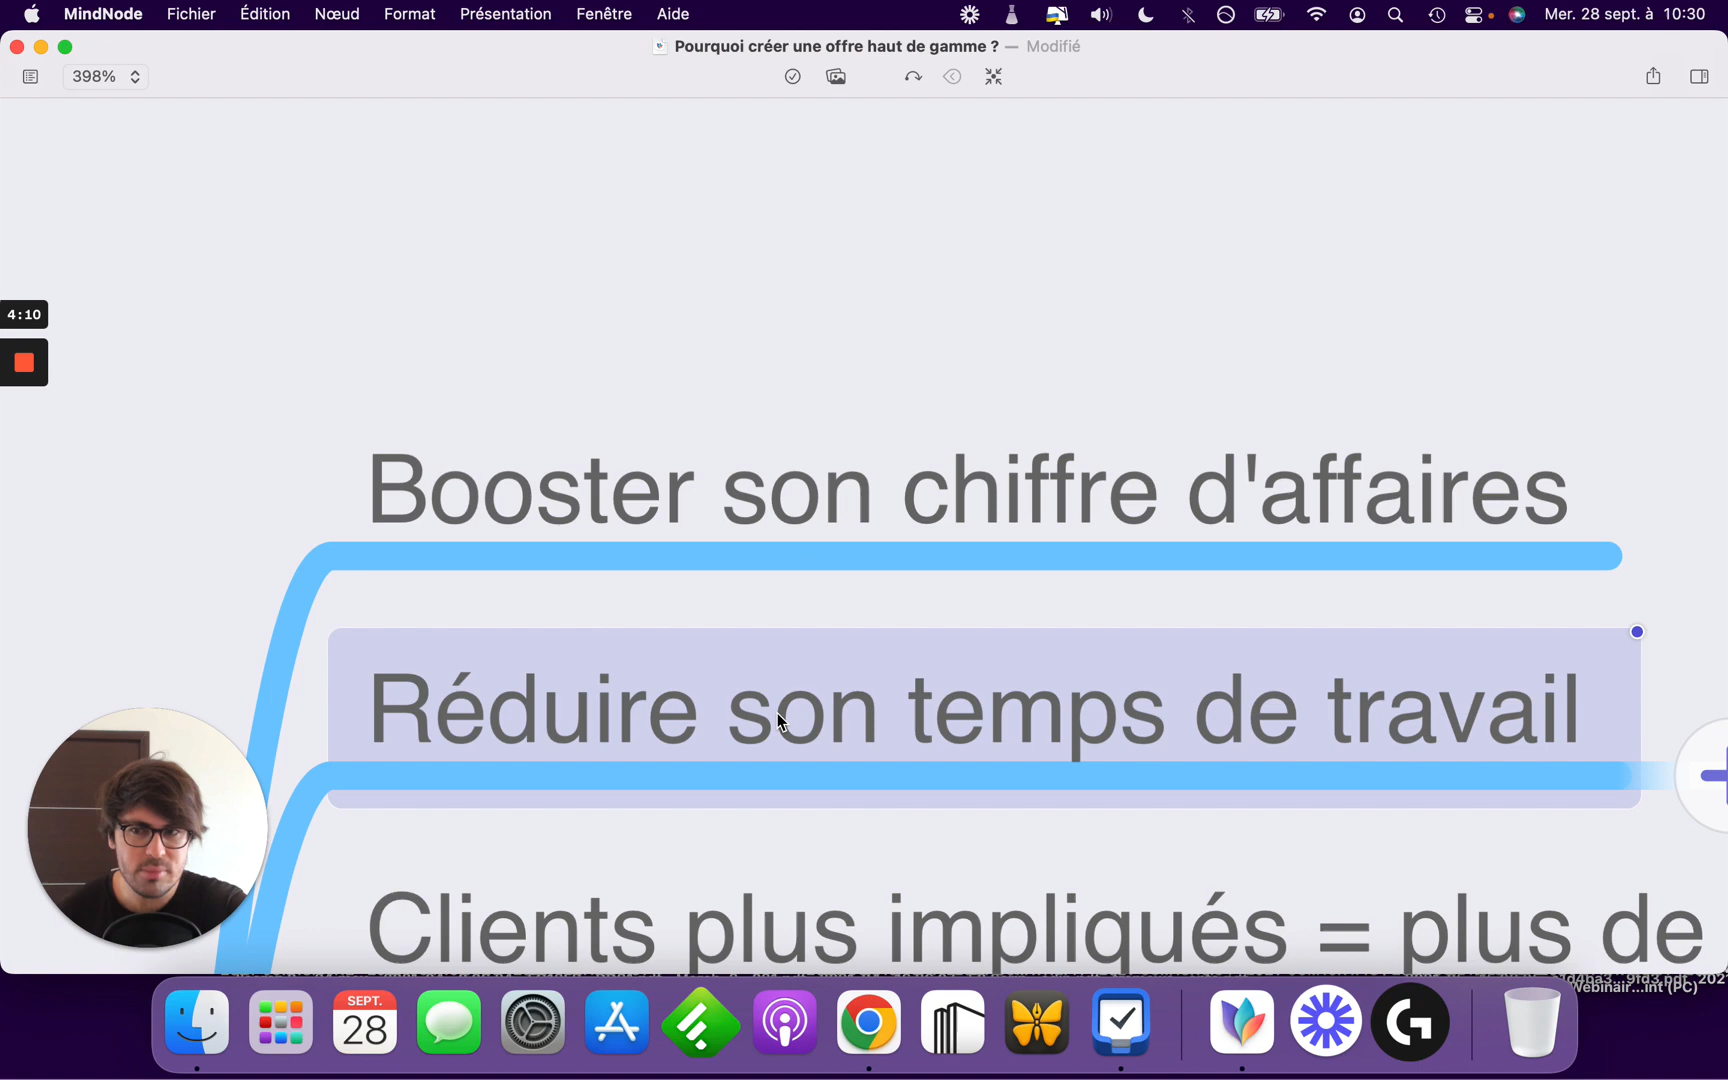 MindNode Fichier Édition Nœud Format Présentation Fenêtre Aide Mer. 28 sept. à 10:30
Pourquoi créer une offre haut de gamme ? — Modifié
398%
4:10
Booster son chiffre d'affaires
Réduire son temps de travail
Clients plus impliqués = plus de
webinair...int (PC)
SEPT.
28